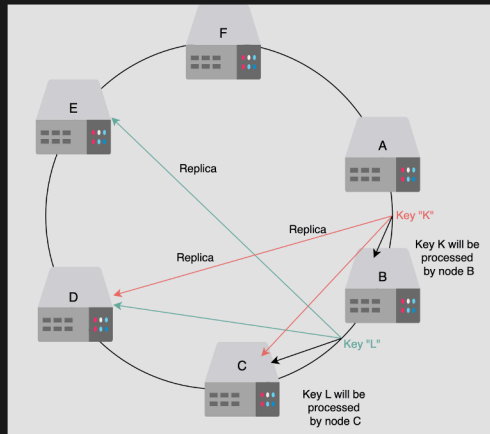 F
E
A
Replica
Key "K"
Replica
Key K will be
processed
by node B
Replica
B
D
Key "L"
C
Key L will be
processed
by node C